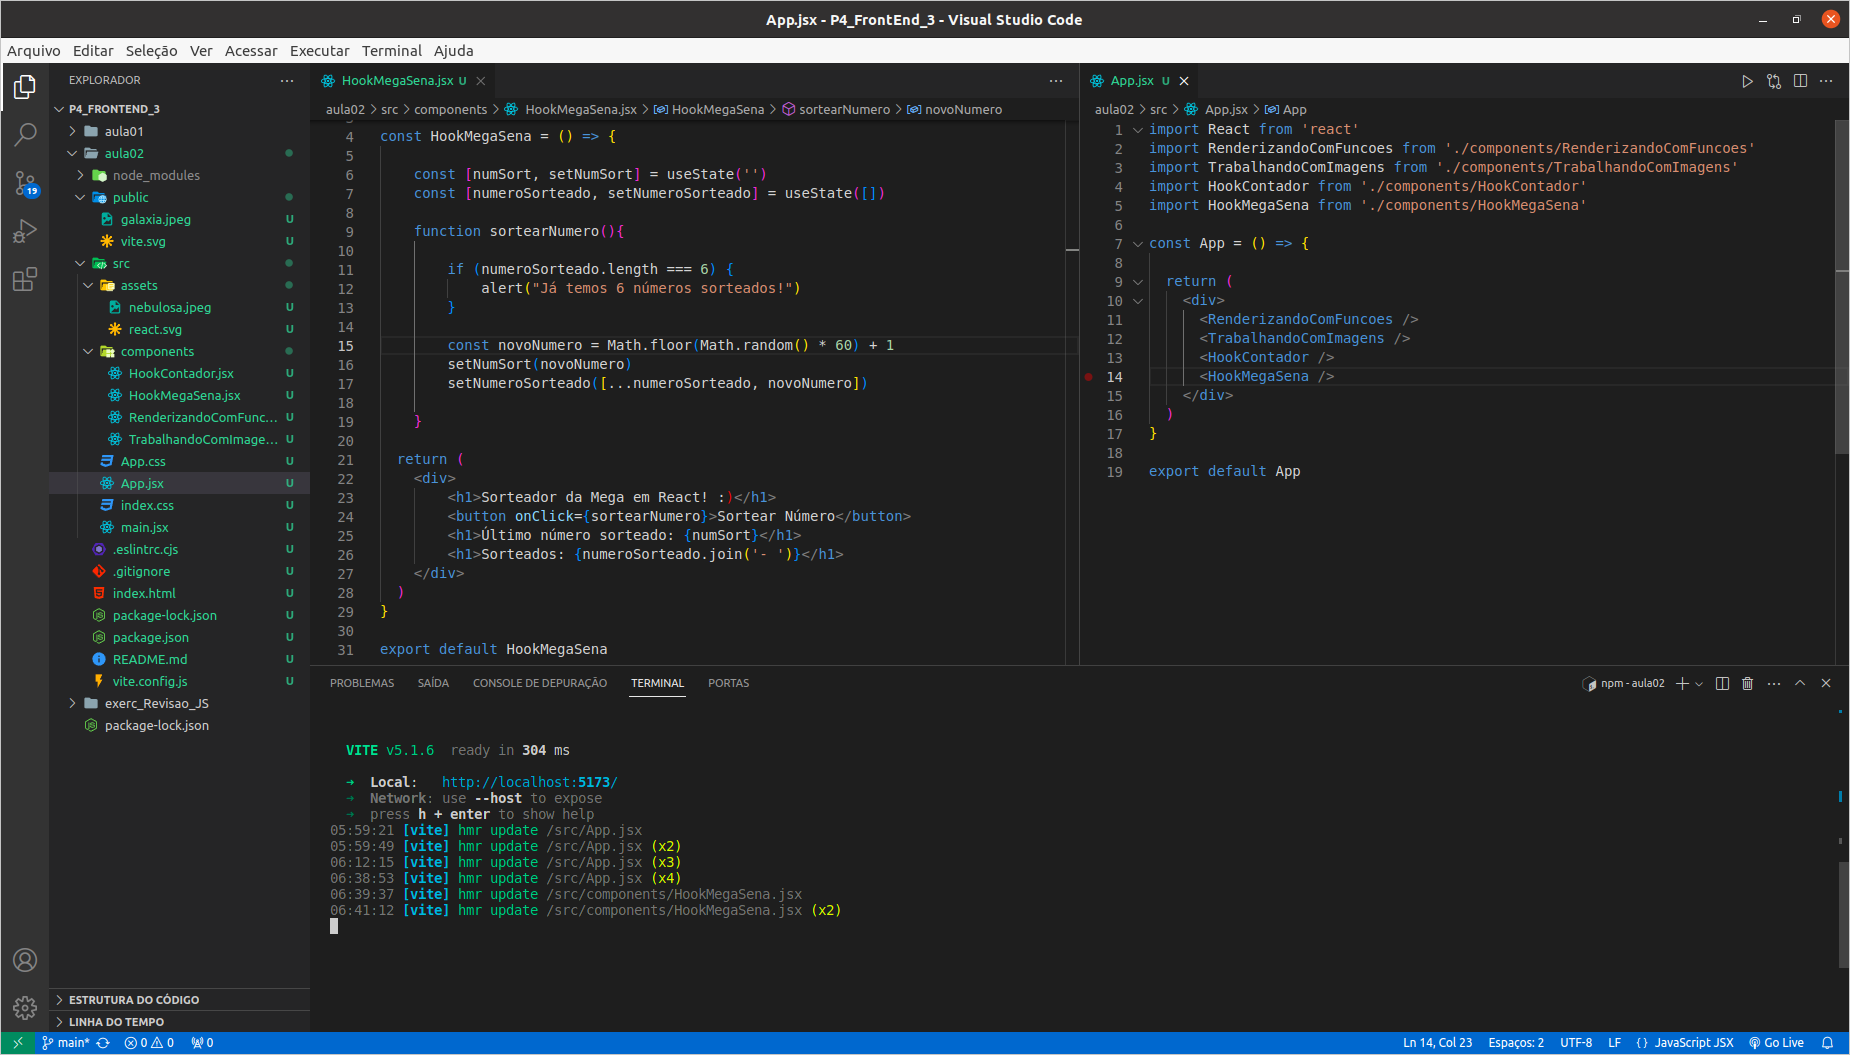 App.jsx - P4_FrontEnd_3 - Visual Studio Code
Arquivo Editar Seleção Ver Acessar Executar Terminal Ajuda
EXPLORADOR
P4_FRONTEND_3
aula01
aula02
node_modules
public
galaxia.jpeg U
vite.svg U
src
assets
nebulosa.jpeg U
react.svg U
components
HookContador.jsx U
HookMegaSena.jsx U
RenderizandoComFunc... U
TrabalhandoComImage... U
App.css U
App.jsx U
index.css U
main.jsx U
.eslintrc.cjs U
.gitignore U
index.html U
package-lock.json U
package.json U
README.md U
vite.config.js U
exerc_Revisao_JS
package-lock.json
ESTRUTURA DO CÓDIGO
LINHA DO TEMPO
19
HookMegaSena.jsx U
aula02 > src > components > HookMegaSena.jsx > HookMegaSena > sortearNumero > novoNumero
4 const HookMegaSena = () => {
5
6 const [numSort, setNumSort] = useState('')
7 const [numeroSorteado, setNumeroSorteado] = useState([])
8
9 function sortearNumero(){
10
11 if (numeroSorteado.length === 6) {
12 alert("Já temos 6 números sorteados!")
13 }
14
15 const novoNumero = Math.floor(Math.random() * 60) + 1
16 setNumSort(novoNumero)
17 setNumeroSorteado([...numeroSorteado, novoNumero])
18
19 }
20
21 return (
22 <div>
23 <h1>Sorteador da Mega em React! :)</h1>
24 <button onClick={sortearNumero}>Sortear Número</button>
25 <h1>Último número sorteado: {numSort}</h1>
26 <h1>Sorteados: {numeroSorteado.join('- ')}</h1>
27 </div>
28 )
29 }
30
31 export default HookMegaSena
App.jsx U
aula02 > src > App.jsx > App
1 import React from 'react'
2 import RenderizandoComFuncoes from './components/RenderizandoComFuncoes'
3 import TrabalhandoComImagens from './components/TrabalhandoComImagens'
4 import HookContador from './components/HookContador'
5 import HookMegaSena from './components/HookMegaSena'
6
7 const App = () => {
8
9 return (
10 <div>
11 <RenderizandoComFuncoes />
12 <TrabalhandoComImagens />
13 <HookContador />
14 <HookMegaSena />
15 </div>
16 )
17 }
18
19 export default App
PROBLEMAS SAÍDA CONSOLE DE DEPURAÇÃO TERMINAL PORTAS
npm - aula02
VITE v5.1.6 ready in 304 ms
➜ Local: http://localhost:5173/
➜ Network: use --host to expose
➜ press h + enter to show help
05:59:21 [vite] hmr update /src/App.jsx
05:59:49 [vite] hmr update /src/App.jsx (x2)
06:12:15 [vite] hmr update /src/App.jsx (x3)
06:38:53 [vite] hmr update /src/App.jsx (x4)
06:39:37 [vite] hmr update /src/components/HookMegaSena.jsx
06:41:12 [vite] hmr update /src/components/HookMegaSena.jsx (x2)
main* 0 0 0
Ln 14, Col 23 Espaços: 2 UTF-8 LF {} JavaScript JSX Go Live